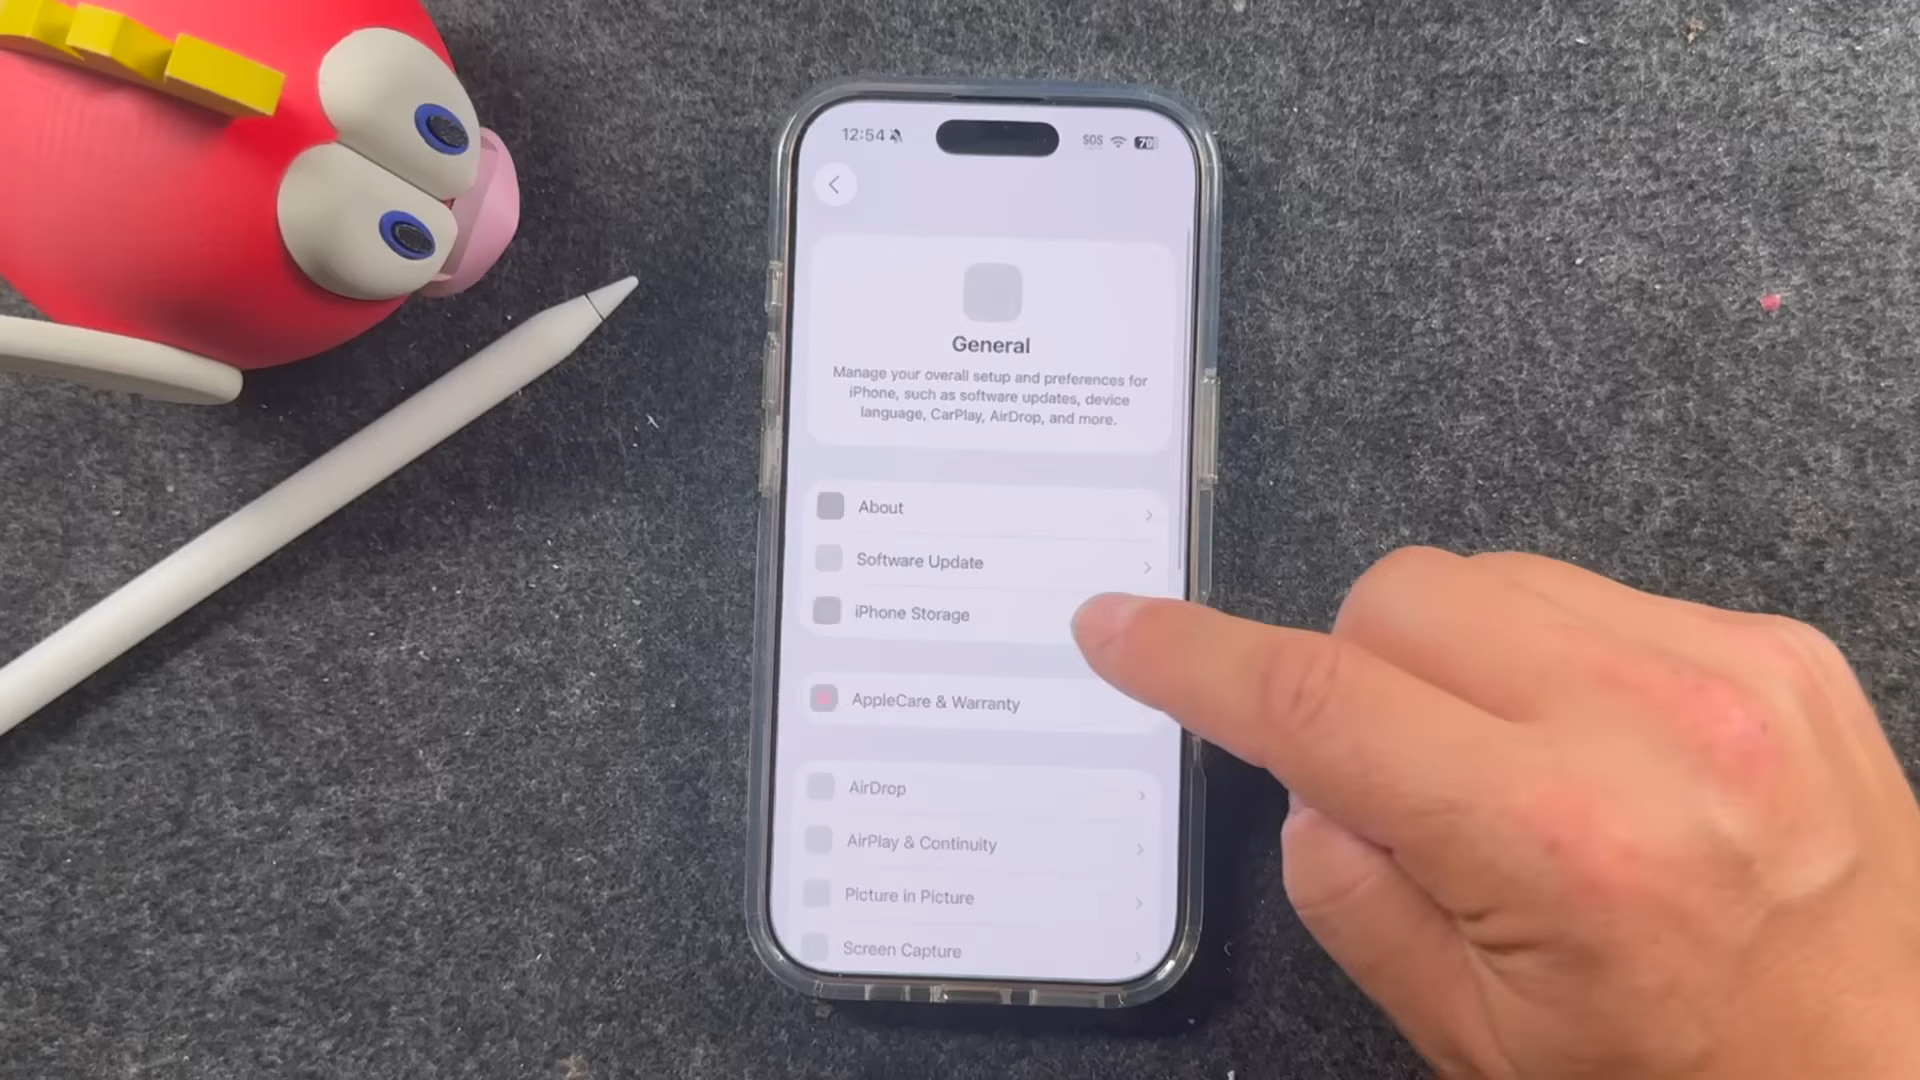 12:54
SOS
70
General
Manage your overall setup and preferences for
iPhone, such as software updates, device
language, CarPlay, AirDrop, and more.
About
Software Update
iPhone Storage
AppleCare & Warranty
AirDrop
AirPlay & Continuity
Picture in Picture
Screen Capture